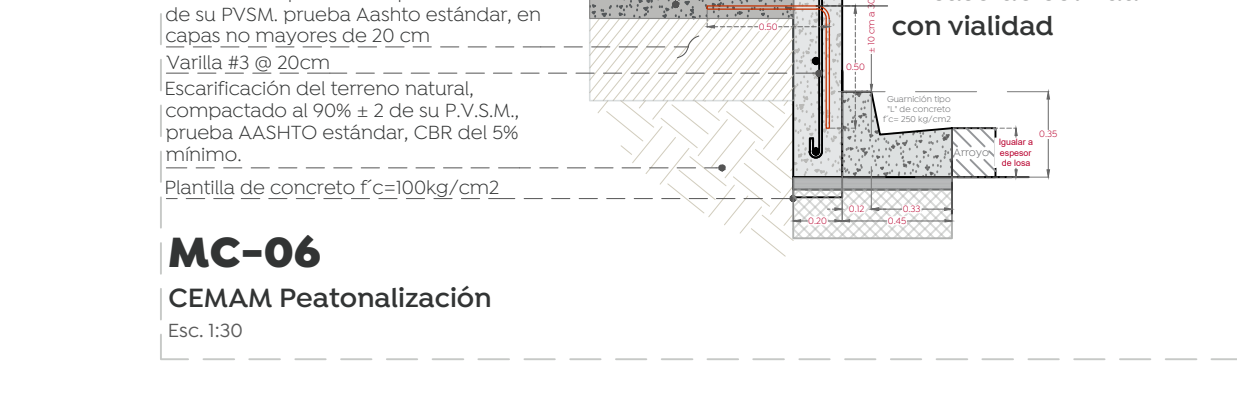 de su PVSM. prueba Aashto estándar, en
capas no mayores de 20 cm
Varilla #3 @ 20cm
Escarificación del terreno natural,
compactado al 90% ± 2 de su P.V.S.M.,
prueba AASHTO estándar, CBR del 5%
mínimo.
Plantilla de concreto f´c=100kg/cm2
MC-06
CEMAM Peatonalización
Esc. 1:30
con vialidad
0.50
± 10 cm a
0.50
Guarnición tipo
"L" de concreto
f´c= 250 kg/cm2
Arroyo
Igualar a
espesor
de losa
0.35
0.12
0.33
0.20
0.45